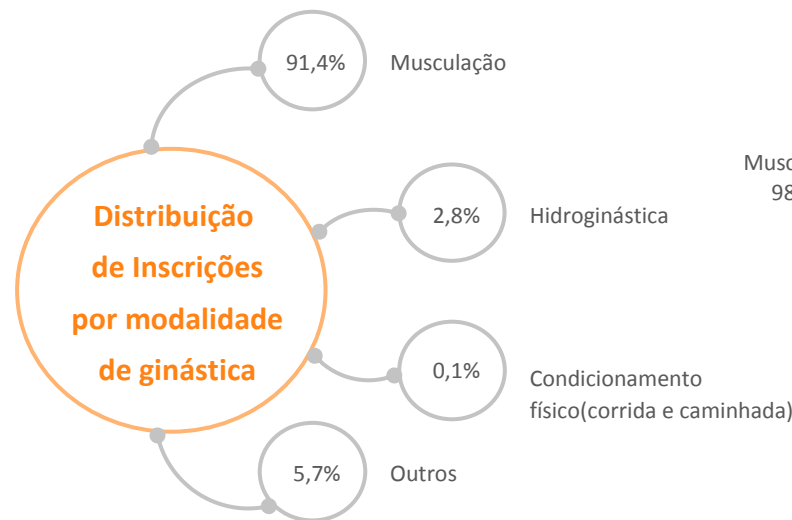 91,4%
Musculação
Distribuição
de Inscrições
por modalidade
de ginástica
2,8%
Hidroginástica
0,1%
Condicionamento
físico(corrida e caminhada)
5,7%
Outros